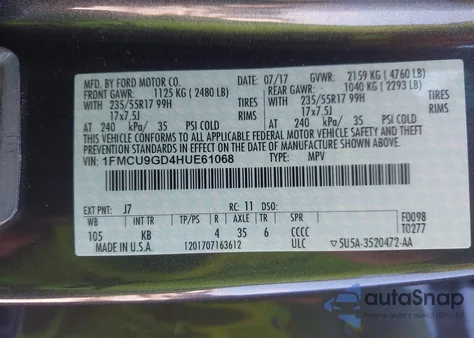 MFD. BY FORD MOTOR CO. 07/17 GVWR: 2159 KG ( 4760 LB)
FRONT GAWR: 1125 KG ( 2480 LB) REAR GAWR: 1040 KG ( 2293 LB)
WITH 235/55R17 99H TIRES WITH 235/55R17 99H TIRES
17x7.5J RIMS 17x7.5J RIMS
AT 240 kPa/ 35 PSI COLD AT 240 kPa/ 35 PSI COLD
THIS VEHICLE CONFORMS TO ALL APPLICABLE FEDERAL MOTOR VEHICLE SAFETY, BUMPER, AND THEFT
PREVENTION STANDARDS IN EFFECT ON THE DATE OF MANUFACTURE SHOWN ABOVE.
VIN: 1FMCU9GD4HUE61068 TYPE: MPV
EXT PNT: J7 RC: 11 DSO:
WB INT TR TP/PS R AXLE TR SPR F0098
105 KB 4 35 6 CCCC T0277
MADE IN U.S.A. 1201707163612 ULC 5U5A-3520472-AA
autoSnap